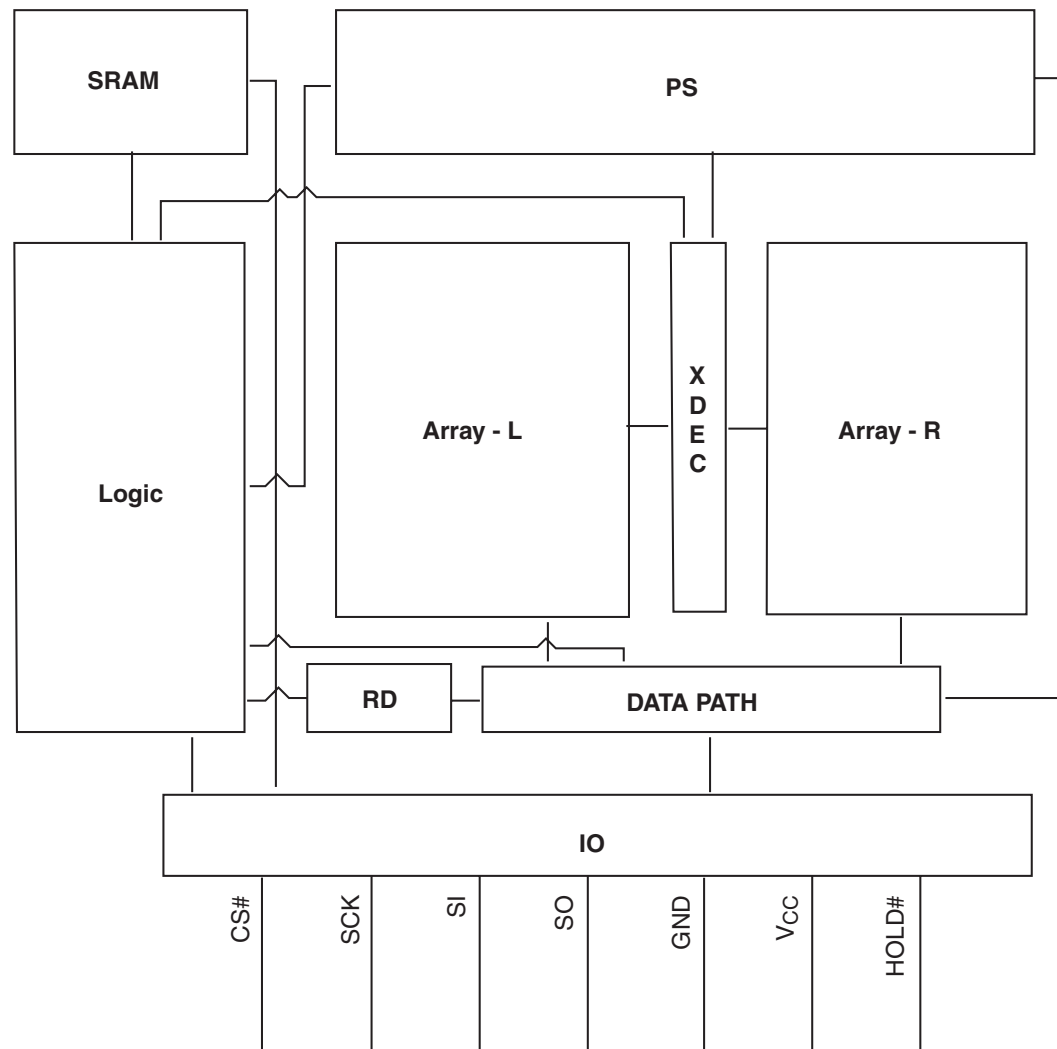 SRAM
PS
Logic
Array - L
X
D
E
C
Array - R
RD
DATA PATH
IO
CS#
SCK
SI
SO
GND
VCC
HOLD#